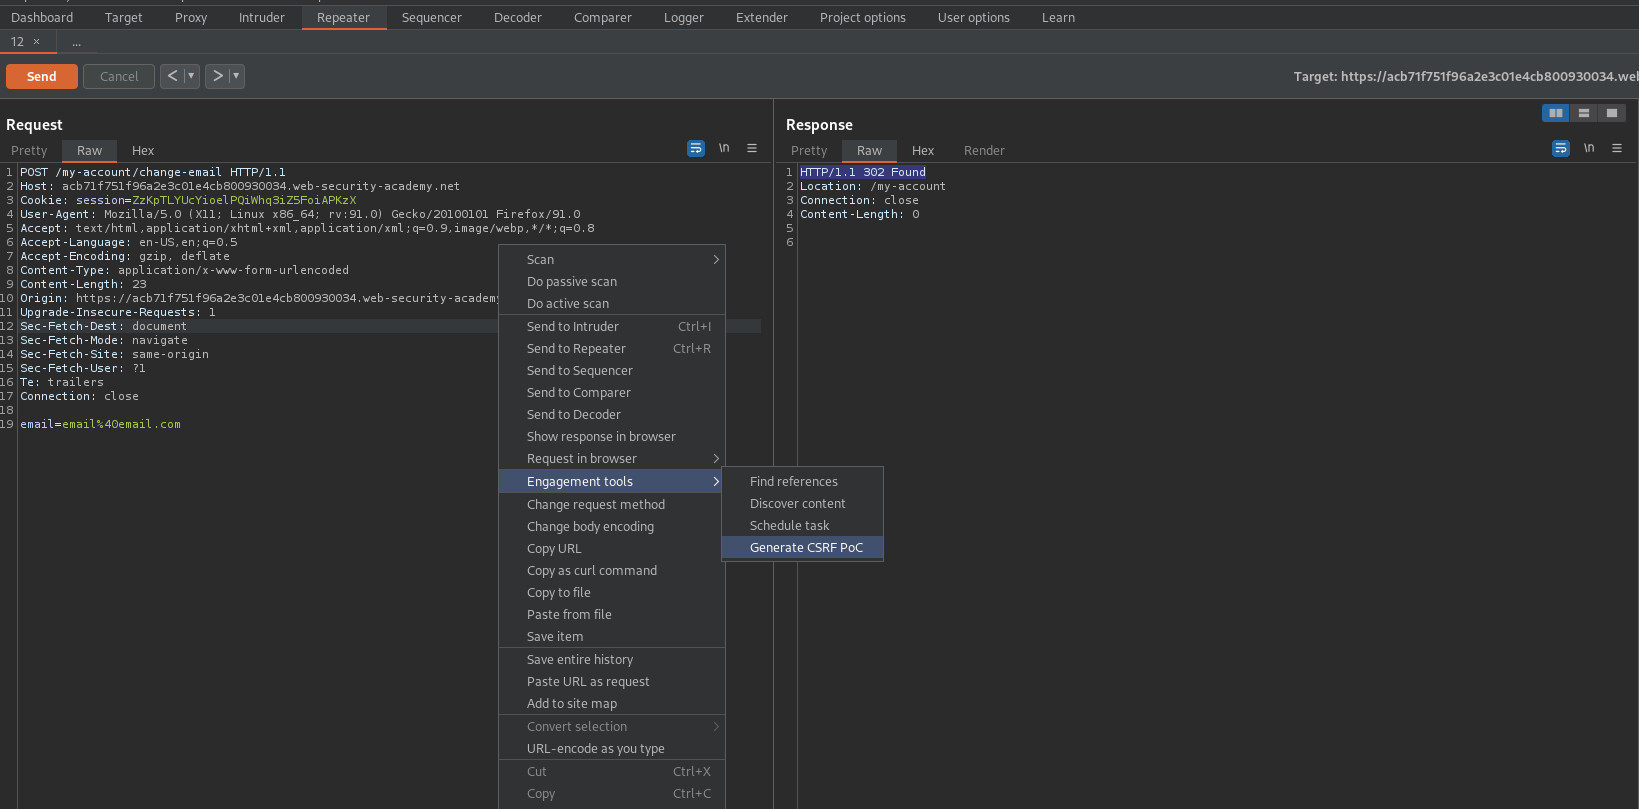 Dashboard Target Proxy Intruder Repeater Sequencer Decoder Comparer Logger Extender Project options User options Learn
12 × ...
Send Cancel < ▼ > ▼ Target: https://acb71f751f96a2e3c01e4cb800930034.web
Request
Pretty Raw Hex \n
1 POST /my-account/change-email HTTP/1.1
2 Host: acb71f751f96a2e3c01e4cb800930034.web-security-academy.net
3 Cookie: session=ZzKpTLYUcYioelPQiWhq3iZ5FoiAPKzX
4 User-Agent: Mozilla/5.0 (X11; Linux x86_64; rv:91.0) Gecko/20100101 Firefox/91.0
5 Accept: text/html,application/xhtml+xml,application/xml;q=0.9,image/webp,*/*;q=0.8
6 Accept-Language: en-US,en;q=0.5
7 Accept-Encoding: gzip, deflate
8 Content-Type: application/x-www-form-urlencoded
9 Content-Length: 23
10 Origin: https://acb71f751f96a2e3c01e4cb800930034.web-security-academy
11 Upgrade-Insecure-Requests: 1
12 Sec-Fetch-Dest: document
13 Sec-Fetch-Mode: navigate
14 Sec-Fetch-Site: same-origin
15 Sec-Fetch-User: ?1
16 Te: trailers
17 Connection: close
18
19 email=email%40email.com
Scan >
Do passive scan
Do active scan
Send to Intruder Ctrl+I
Send to Repeater Ctrl+R
Send to Sequencer
Send to Comparer
Send to Decoder
Show response in browser
Request in browser >
Engagement tools >
Change request method
Change body encoding
Copy URL
Copy as curl command
Copy to file
Paste from file
Save item
Save entire history
Paste URL as request
Add to site map
Convert selection >
URL-encode as you type
Cut Ctrl+X
Copy Ctrl+C
Find references
Discover content
Schedule task
Generate CSRF PoC
Response
Pretty Raw Hex Render \n
1 HTTP/1.1 302 Found
2 Location: /my-account
3 Connection: close
4 Content-Length: 0
5
6